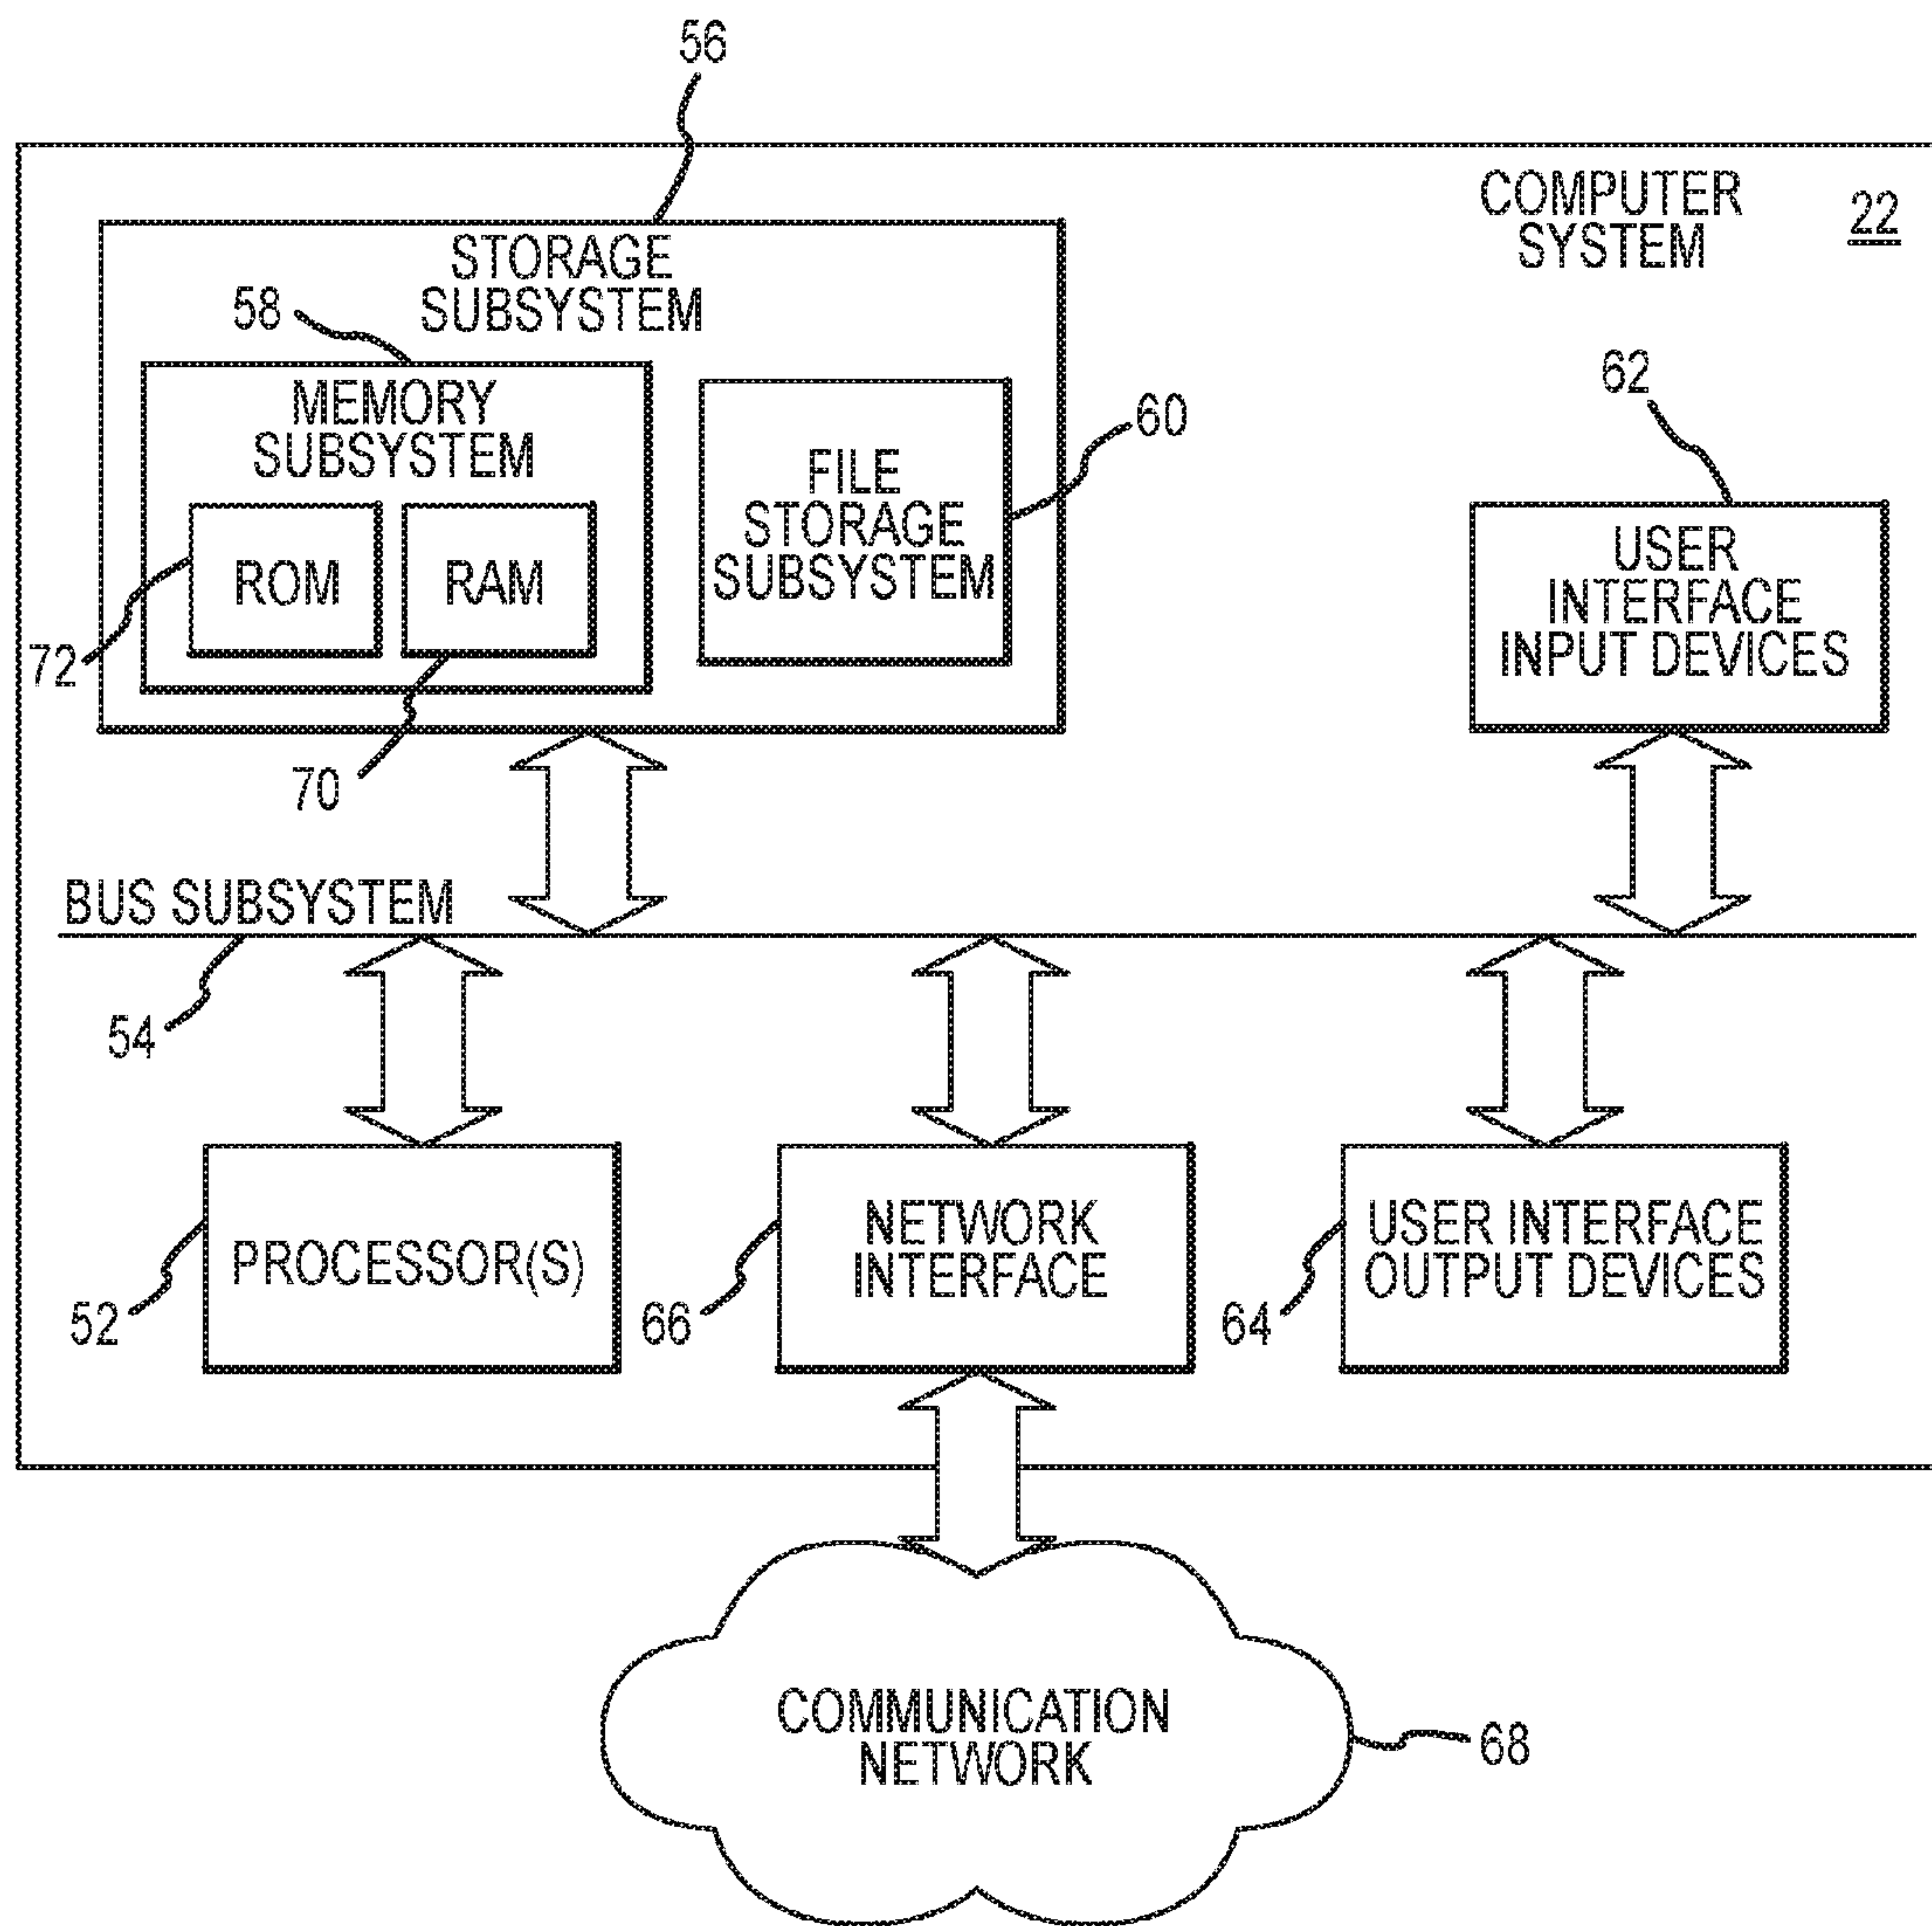 56
COMPUTER
SYSTEM
22
STORAGE
SUBSYSTEM
58
MEMORY
SUBSYSTEM
ROM
RAM
72
70
FILE
STORAGE
SUBSYSTEM
60
62
USER
INTERFACE
INPUT DEVICES
BUS SUBSYSTEM
54
PROCESSOR(S)
52
NETWORK
INTERFACE
66
USER INTERFACE
OUTPUT DEVICES
64
COMMUNICATION
NETWORK
68